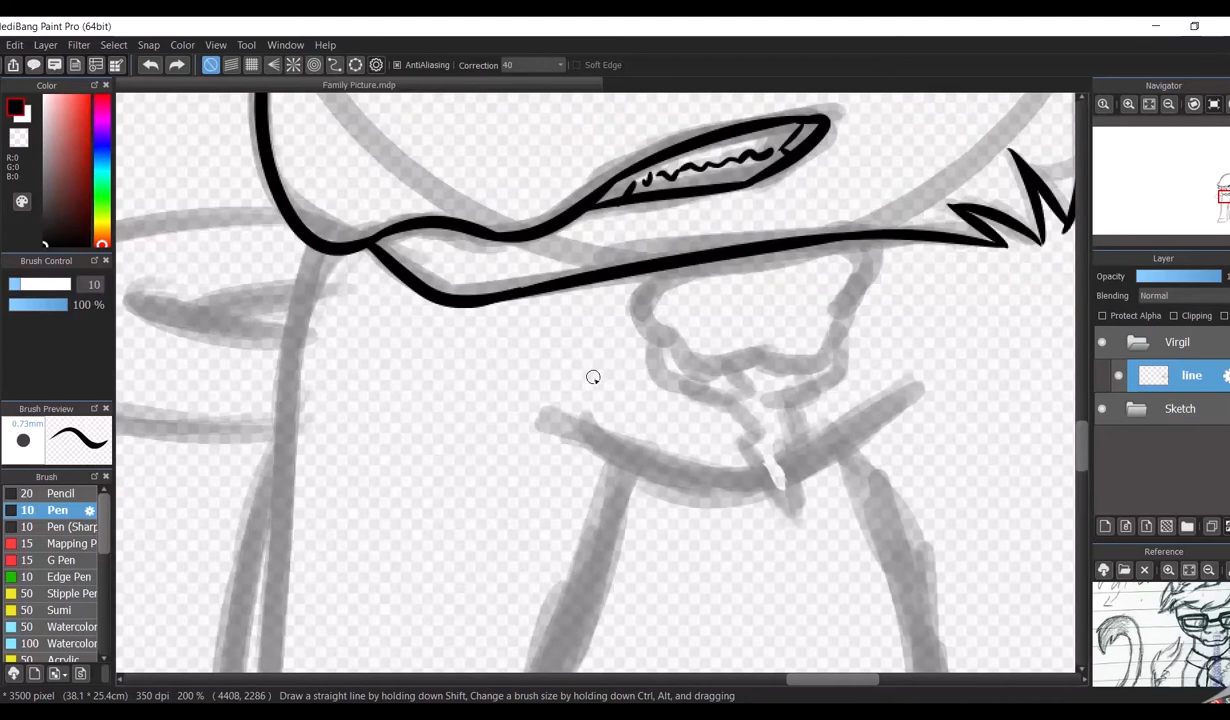 lediBang Paint Pro (64bit)
Edit Layer Filter Select Snap Color View Tool Window Help
AntiAliasing Correction 40 Soft Edge
Color
Family Picture.mdp
Navigator
R:0
G:0
B:0
Brush Control
10
100 %
Layer
Opacity
Blending Normal
Protect Alpha Clipping
Virgil
line
Sketch
Brush Preview
0.73mm
Brush
20 Pencil
10 Pen
10 Pen (Shar
15 Mapping P
15 G Pen
10 Edge Pen
50 Stipple Per
50 Sumi
50 Watercolor
100 Watercolor
50 Acrylic
Reference
* 3500 pixel (38.1 * 25.4cm) 350 dpi 200 % ( 4408, 2286 ) Draw a straight line by holding down Shift, Change a brush size by holding down Ctrl, Alt, and dragging